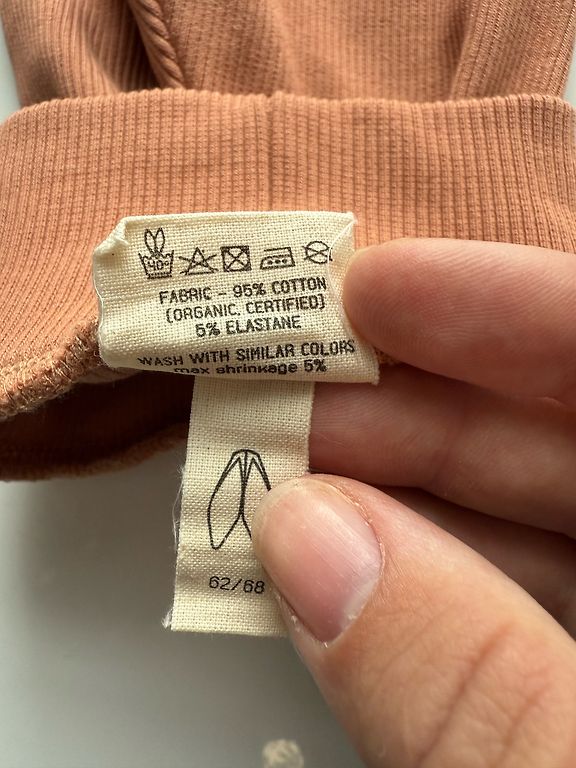 40°
FABRIC - 95% COTTON
(ORGANIC, CERTIFIED)
5% ELASTANE
WASH WITH SIMILAR COLORS
max shrinkage 5%
62/68